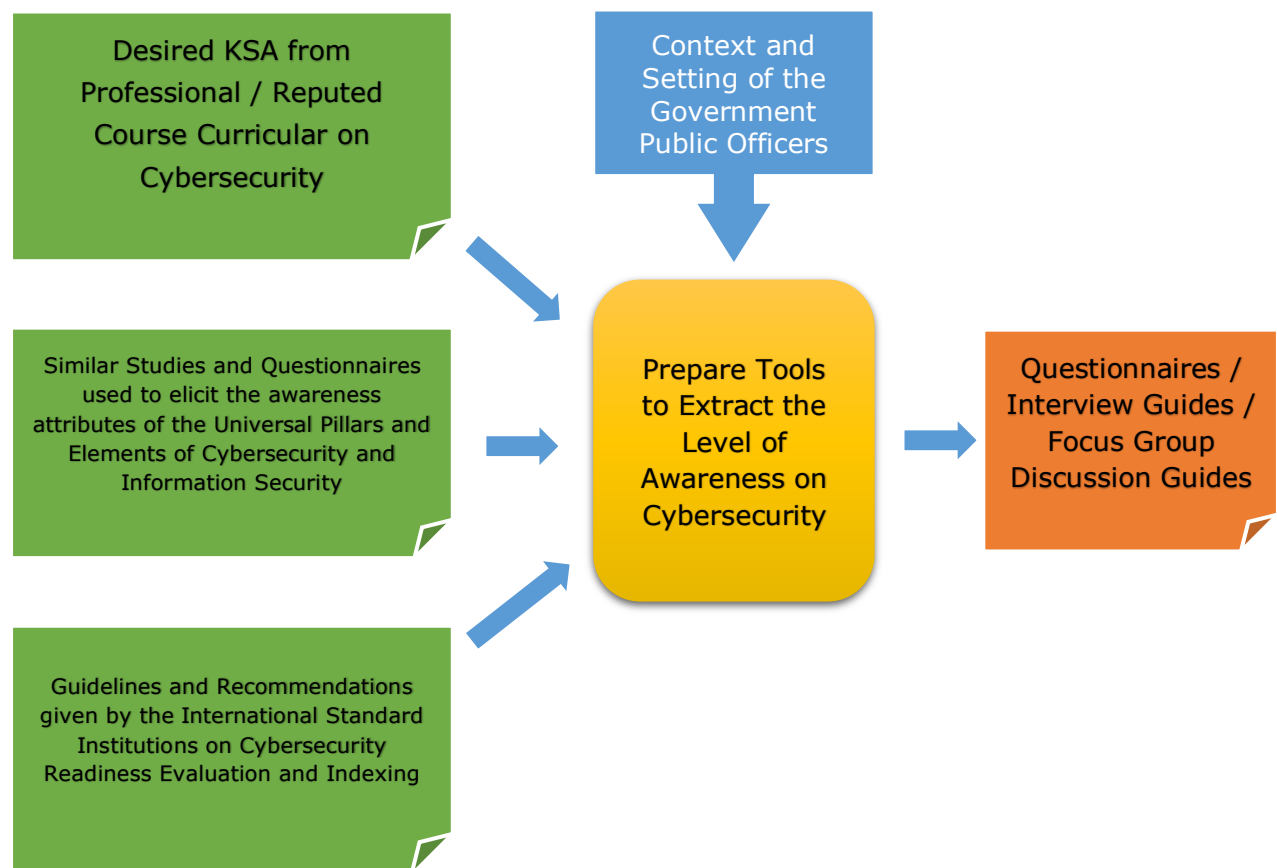 Desired KSA from
Professional / Reputed
Course Curricular on
Cybersecurity
Context and
Setting of the
Government
Public Officers
Similar Studies and Questionnaires
used to elicit the awareness
attributes of the Universal Pillars and
Elements of Cybersecurity and
Information Security
Prepare Tools
to Extract the
Level of
Awareness on
Cybersecurity
Questionnaires /
Interview Guides /
Focus Group
Discussion Guides
Guidelines and Recommendations
given by the International Standard
Institutions on Cybersecurity
Readiness Evaluation and Indexing